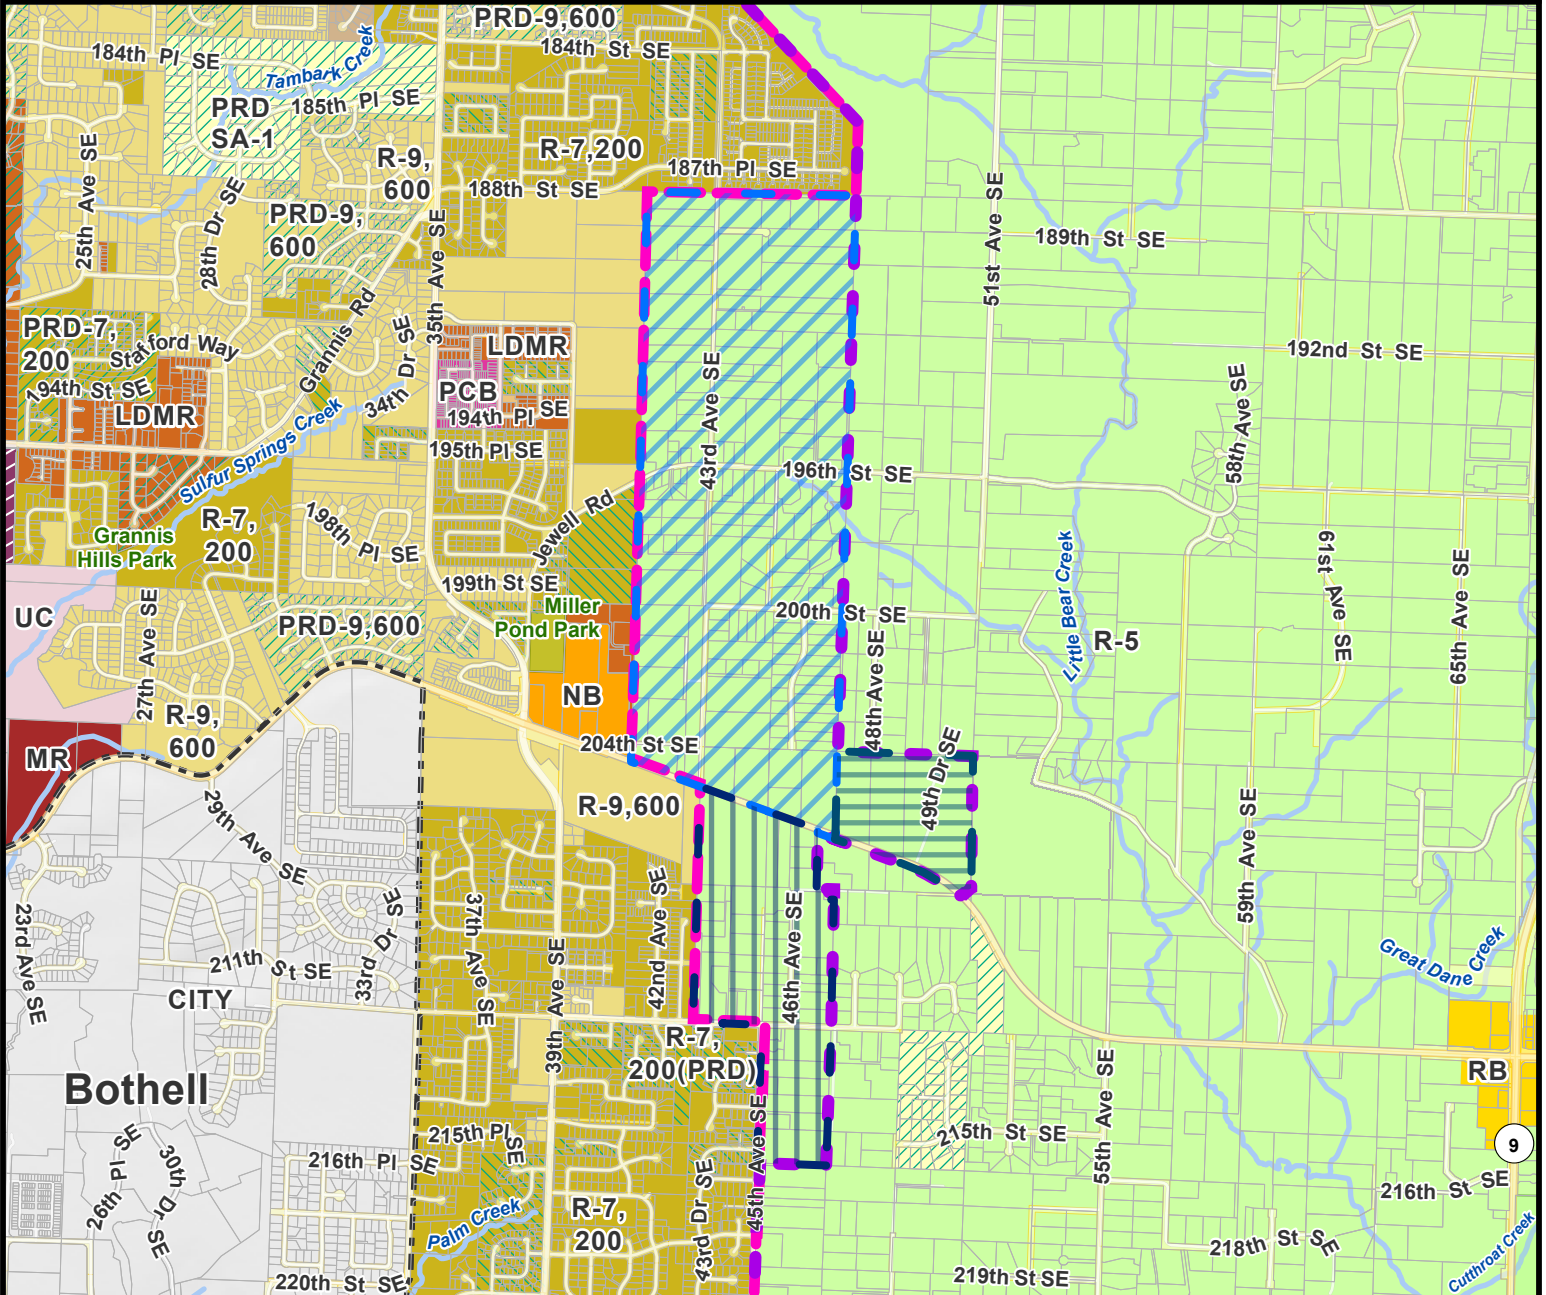 PRD-9,600
184th Pl SE
184th St SE
Tambark Creek
PRD
SA-1
185th Pl SE
R-7,200
R-9,
600
187th Pl SE
188th St SE
25th Ave SE
28th Dr SE
PRD-9,
600
35th Ave SE
51st Ave SE
189th St SE
PRD-7,
200
Stafford Way
Grannis Rd
34th Dr SE
LDMR
192nd St SE
194th St SE
LDMR
PCB
194th Pl SE
43rd Ave SE
58th Ave SE
195th Pl SE
Sulfur Springs Creek
196th St SE
R-7,
200
198th Pl SE
Jewell Rd
Grannis
Hills Park
199th St SE
Little Bear Creek
61st Ave SE
65th Ave SE
UC
27th Ave SE
PRD-9,600
Miller
Pond Park
200th St SE
48th Ave SE
R-5
NB
R-9,
600
MR
204th St SE
49th Dr SE
R-9,600
29th Ave SE
59th Ave SE
23rd Ave SE
37th Ave SE
42nd Ave SE
46th Ave SE
33rd Dr SE
39th Ave SE
211th St SE
Great Dane Creek
CITY
R-7,
200(PRD)
RB
Bothell
55th Ave SE
215th Pl SE
215th St SE
9
26th Pl SE
30th Dr SE
216th Pl SE
45th Ave SE
216th St SE
43rd Dr SE
R-7,
200
Palm Creek
218th St SE
Cutthroat Creek
220th St SE
219th St SE